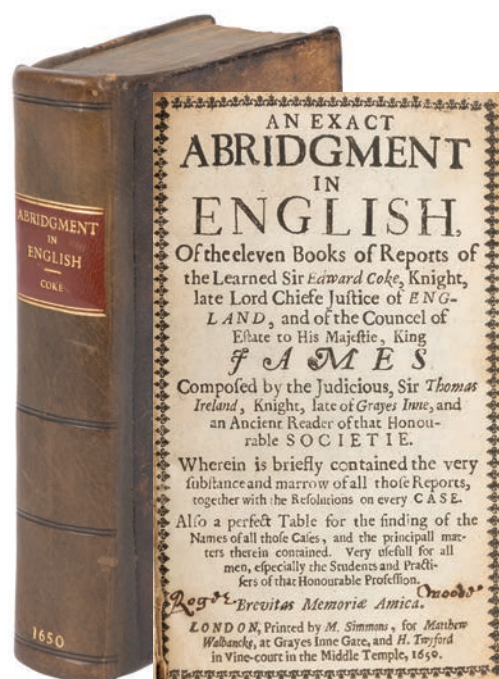 ABRIDGMENT
IN
ENGLISH
COKE
1650
AN EXACT
ABRIDGMENT
IN
ENGLISH,
Of the eleven Books of Reports of
the Learned Sir Edward Coke, Knight,
late Lord Chiefe Justice of ENG-
LAND, and of the Councel of
Estate to His Majestie, King
JAMES
Composed by the Judicious, Sir Thomas
Ireland, Knight, late of Grayes Inne, and
an Ancient Reader of that Honou-
rable SOCIETIE.
Wherein is briefly contained the very
substance and marrow of all those Reports,
together with the Resolutions on every CASE.
Also a perfect Table for the finding of the
Names of all those Cases, and the principall mat-
ters therein contained. Very usefull for all
men, especially the Students and Practi-
sers of that Honourable Profession.
Roger Moode
Brevitas Memoriæ Amica.
LONDON, Printed by M. Simmons, for Matthew
Walbancke, at Grayes Inne Gate, and H. Twyford
in Vine-court in the Middle Temple, 1650.